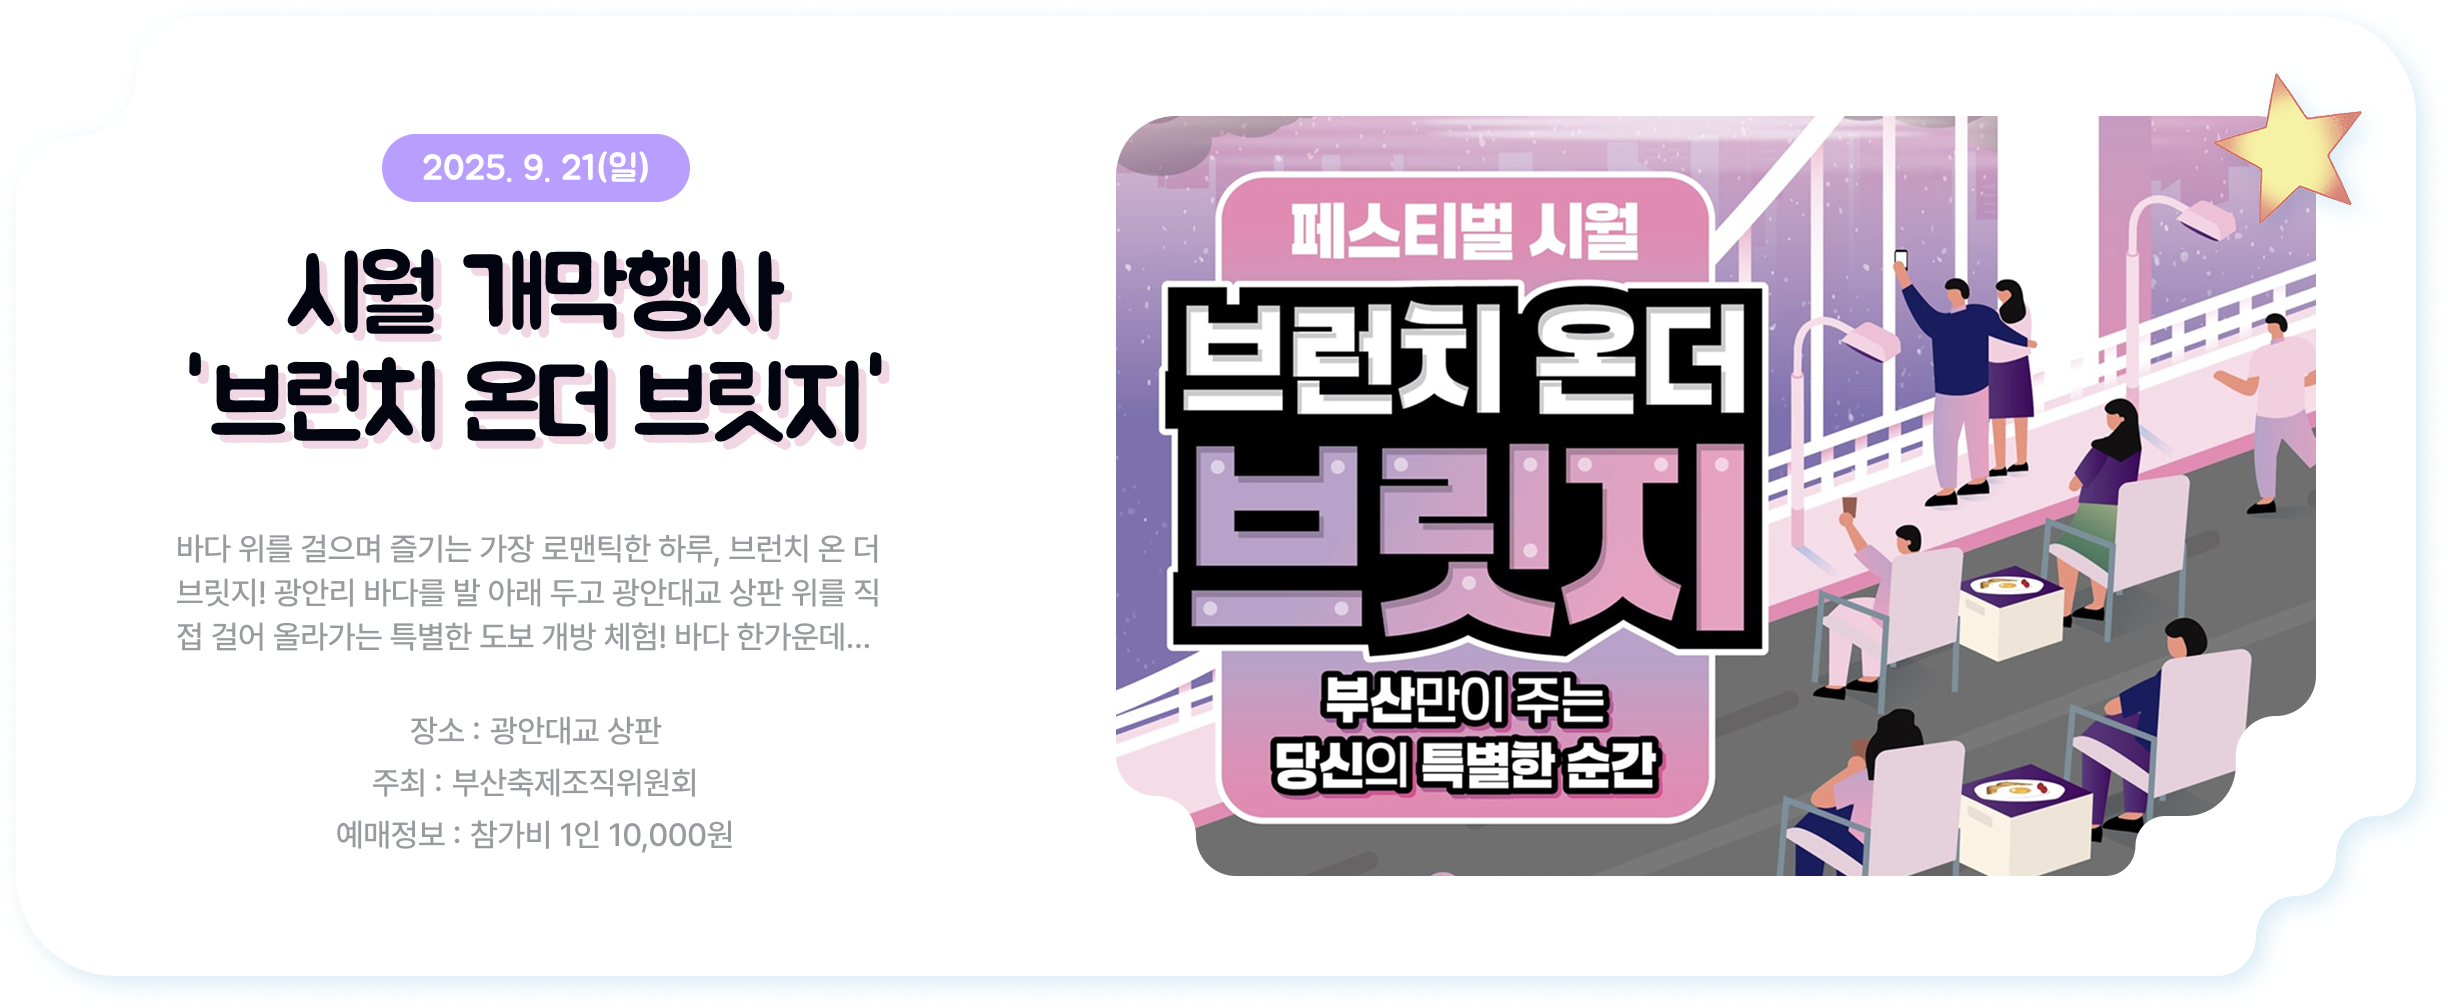 2025. 9. 21(일)
시월 개막행사
'브런치 온더 브릿지'
바다 위를 걸으며 즐기는 가장 로맨틱한 하루, 브런치 온 더
브릿지! 광안리 바다를 발 아래 두고 광안대교 상판 위를 직
접 걸어 올라가는 특별한 도보 개방 체험! 바다 한가운데...
장소 : 광안대교 상판
주최 : 부산축제조직위원회
예매정보 : 참가비 1인 10,000원
페스티벌 시월
브런치 온더
브릿지
부산만이 주는
당신의 특별한 순간